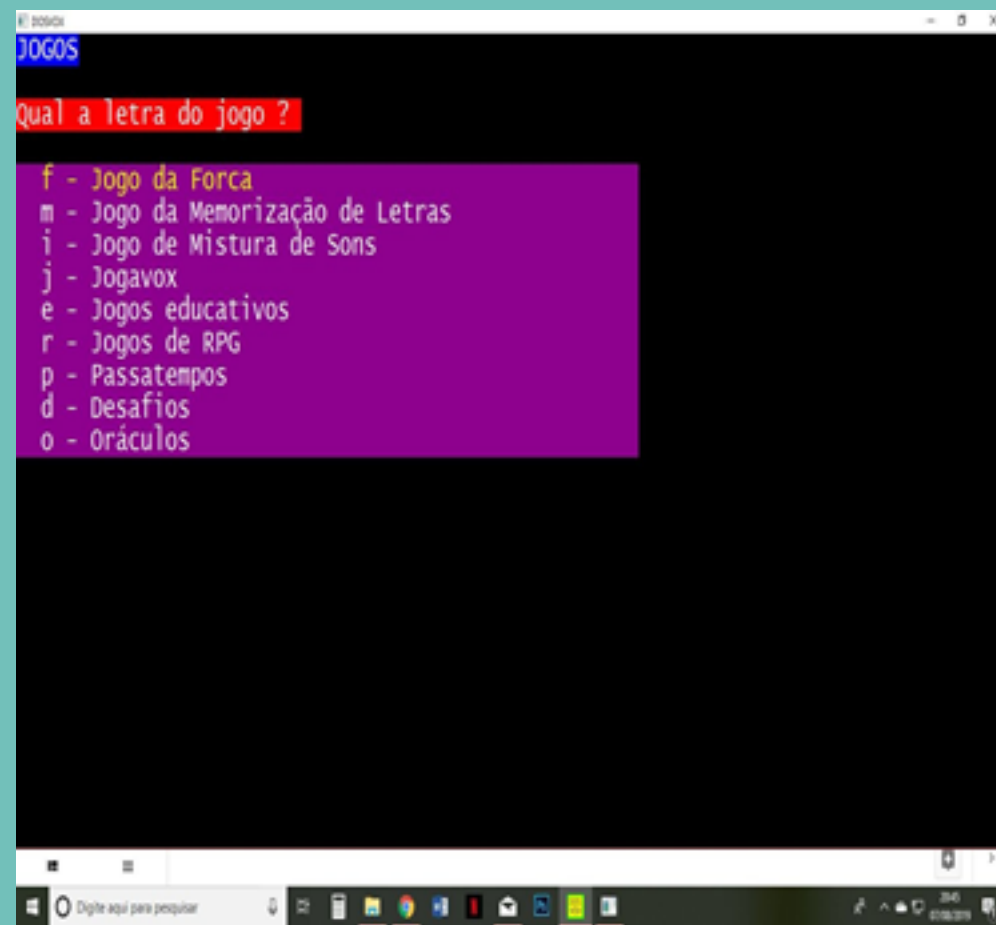 DOSVOX
JOGOS
Qual a letra do jogo ?
f - Jogo da Forca
m - Jogo da Memorização de Letras
i - Jogo de Mistura de Sons
j - Jogavox
e - Jogos educativos
r - Jogos de RPG
p - Passatempos
d - Desafios
o - Oráculos
Digite aqui para pesquisar